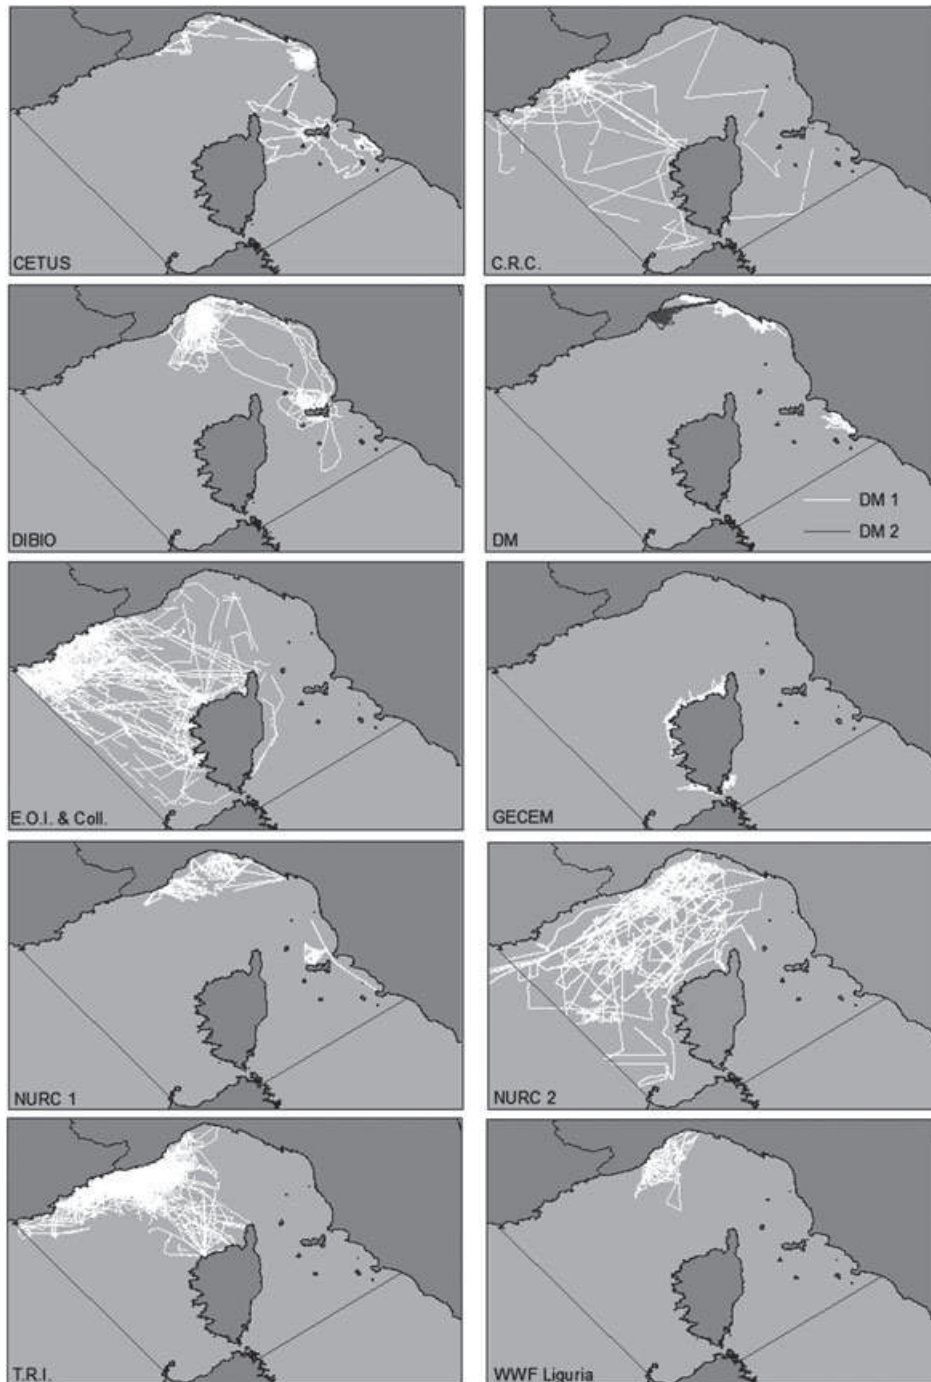 CETUS
C.R.C.
DIBIO
DM 1
DM 2
DM
E.O.I. & Coll.
GECEM
NURC 1
NURC 2
T.R.I.
WWF Liguria